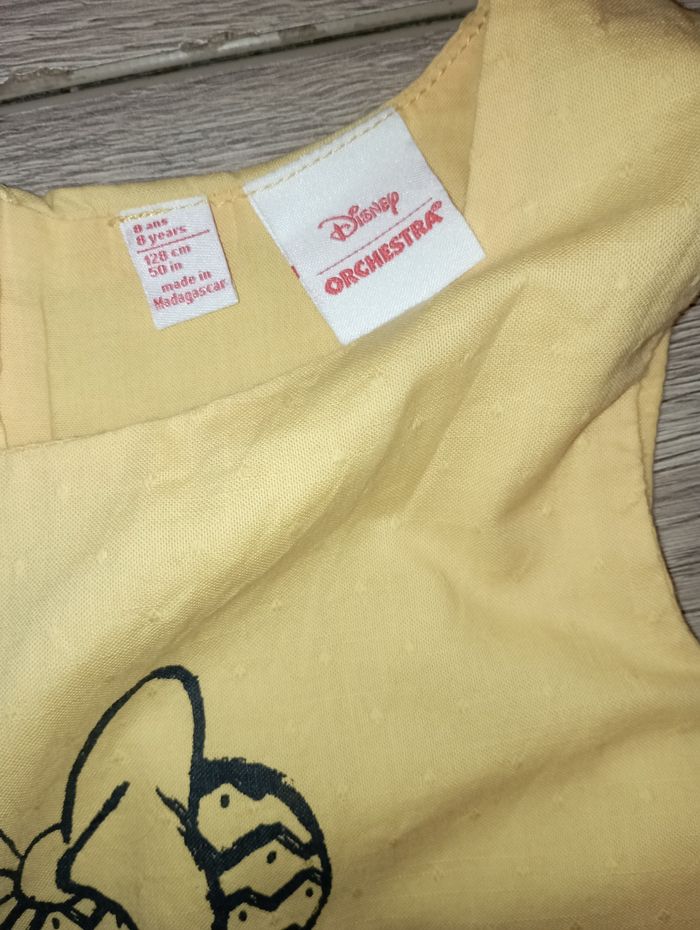 8 ans
8 years
128 cm
50 in
made in
Madagascar
Disney
ORCHESTRA®